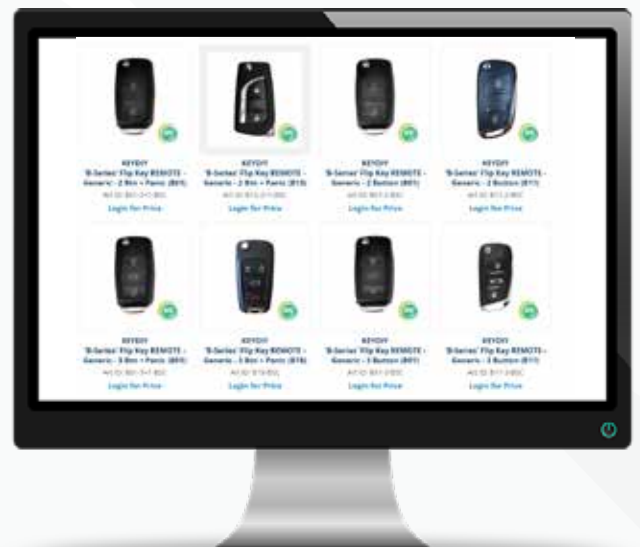 KEYDIY
'B-Series' Flip Key REMOTE -
Generic - 2 Btn + Panic (B01)
Login for Price
KEYDIY
'B-Series' Flip Key REMOTE -
Generic - 2 Btn + Panic (B13)
Login for Price
KEYDIY
'B-Series' Flip Key REMOTE -
Generic - 2 Button (B01)
Login for Price
KEYDIY
'B-Series' Flip Key REMOTE -
Generic - 2 Button (B11)
Login for Price
KEYDIY
'B-Series' Flip Key REMOTE -
Generic - 3 Btn + Panic (B01)
Login for Price
KEYDIY
'B-Series' Flip Key REMOTE -
Generic - 3 Btn + Panic (B18)
Login for Price
KEYDIY
'B-Series' Flip Key REMOTE -
Generic - 3 Button (B01)
Login for Price
KEYDIY
'B-Series' Flip Key REMOTE -
Generic - 3 Button (B11)
Login for Price